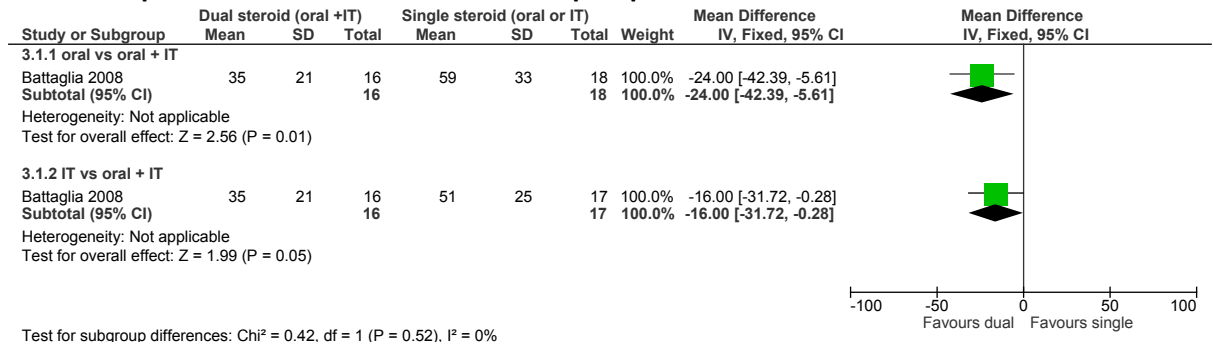 Dual steroid (oral +IT) Single steroid (oral or IT) Mean Difference Mean Difference
Study or Subgroup Mean SD Total Mean SD Total Weight IV, Fixed, 95% CI IV, Fixed, 95% CI
3.1.1 oral vs oral + IT
Battaglia 2008 35 21 16 59 33 18 100.0% -24.00 [-42.39, -5.61]
Subtotal (95% CI) 16 18 100.0% -24.00 [-42.39, -5.61]
Heterogeneity: Not applicable
Test for overall effect: Z = 2.56 (P = 0.01)
3.1.2 IT vs oral + IT
Battaglia 2008 35 21 16 51 25 17 100.0% -16.00 [-31.72, -0.28]
Subtotal (95% CI) 16 17 100.0% -16.00 [-31.72, -0.28]
Heterogeneity: Not applicable
Test for overall effect: Z = 1.99 (P = 0.05)
-100 -50 0 50 100
Favours dual Favours single
Test for subgroup differences: Chi² = 0.42, df = 1 (P = 0.52), I² = 0%